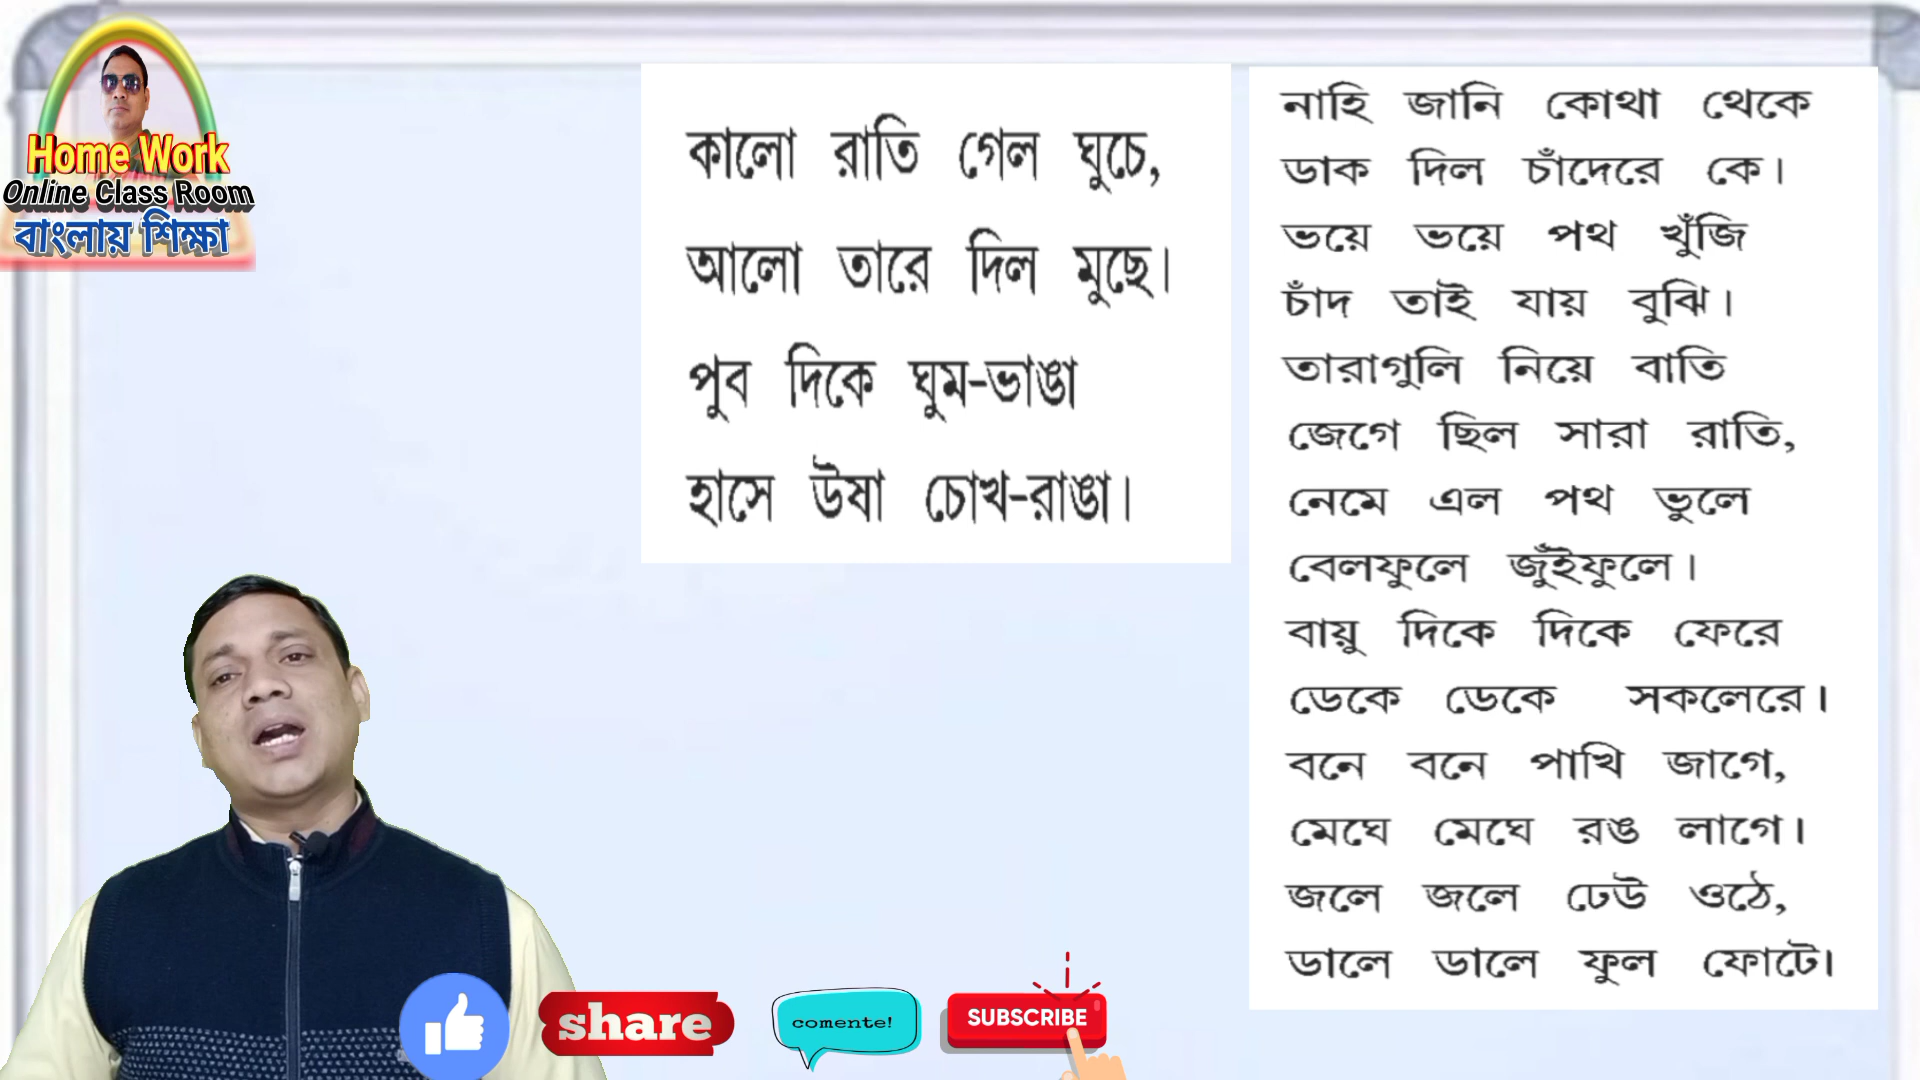 Home Work
Online Class Room
বাংলায় শিক্ষা
কালো রাতি গেল ঘুচে,
আলো তারে দিল মুছে।
পুব দিকে ঘুম-ভাঙা
হাসে উষা চোখ-রাঙা।
নাহি জানি কোথা থেকে
ডাক দিল চাঁদেরে কে।
ভয়ে ভয়ে পথ খুঁজি
চাঁদ তাই যায় বুঝি।
তারাগুলি নিয়ে বাতি
জেগে ছিল সারা রাতি,
নেমে এল পথ ভুলে
বেলফুলে জুঁইফুলে।
বায়ু দিকে দিকে ফেরে
ডেকে ডেকে সকলেরে।
বনে বনে পাখি জাগে,
মেঘে মেঘে রঙ লাগে।
জলে জলে ঢেউ ওঠে,
ডালে ডালে ফুল ফোটে।
share
comente!
SUBSCRIBE